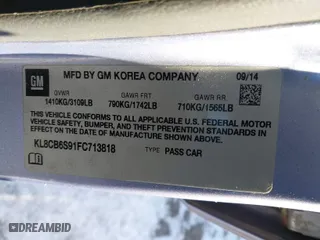 GM
MFD BY GM KOREA COMPANY 09/14
GVWR GAWR FRT GAWR RR
1410KG/3109LB 790KG/1742LB 710KG/1565LB
THIS VEHICLE CONFORMS TO ALL APPLICABLE U.S. FEDERAL MOTOR
VEHICLE SAFETY, BUMPER, AND THEFT PREVENTION STANDARDS IN
EFFECT ON THE DATE OF MANUFACTURE SHOWN ABOVE.
KL8CB6S91FC713818 TYPE: PASS CAR